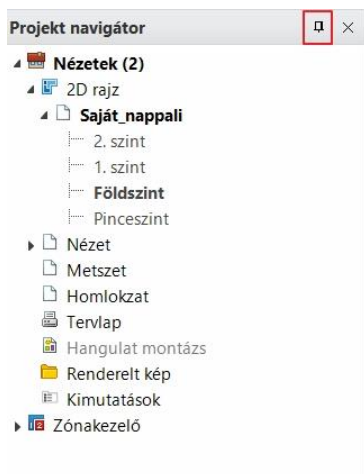 Projekt navigátor
Nézetek (2)
2D rajz
Saját_nappali
2. szint
1. szint
Földszint
Pinceszint
Nézet
Metszet
Homlokzat
Tervlap
Hangulat montázs
Renderelt kép
Kimutatások
Zónakezelő